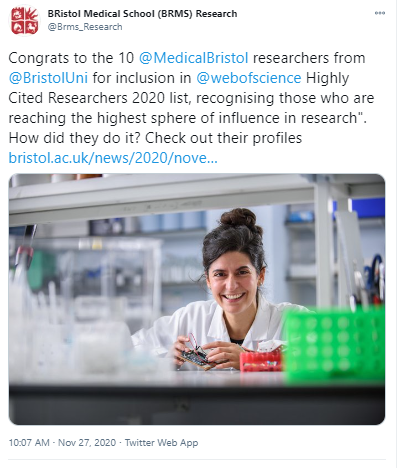 BRistol Medical School (BRMS) Research
@Brms_Research
Congrats to the 10 @MedicalBristol researchers from
@BristolUni for inclusion in @webofscience Highly
Cited Researchers 2020 list, recognising those who are
reaching the highest sphere of influence in research".
How did they do it? Check out their profiles
bristol.ac.uk/news/2020/nove...
10:07 AM · Nov 27, 2020 · Twitter Web App